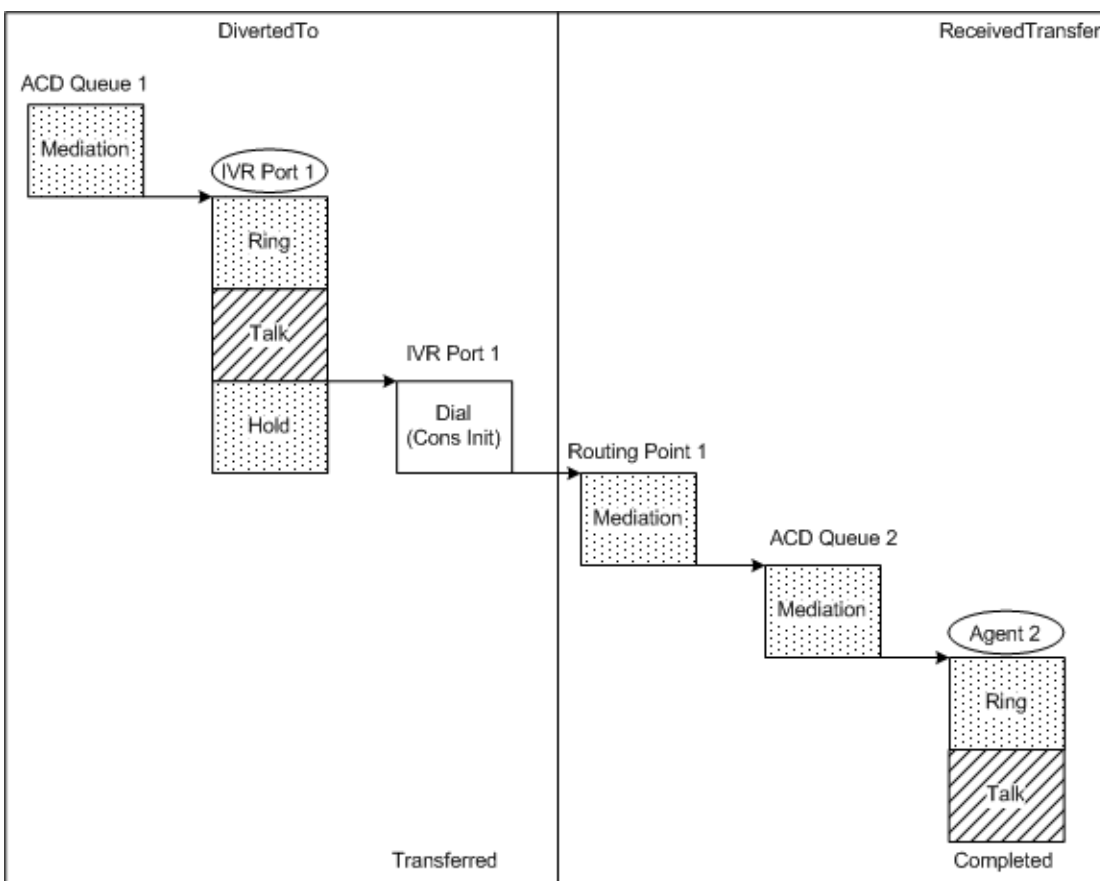 DivertedTo
ReceivedTransfer
ACD Queue 1
Mediation
IVR Port 1
Ring
Talk
Hold
IVR Port 1
Dial
(Cons Init)
Routing Point 1
Mediation
ACD Queue 2
Mediation
Agent 2
Ring
Talk
Transferred
Completed